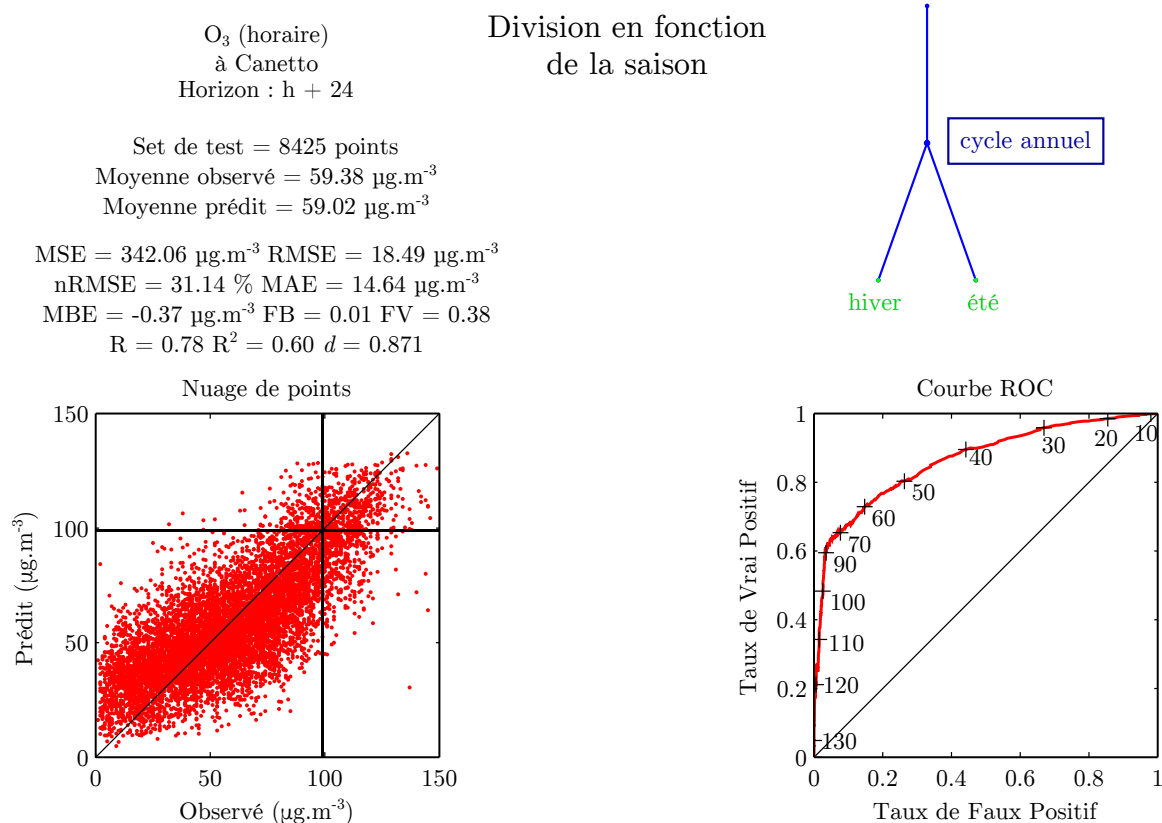 O₃ (horaire)
à Canetto
Horizon : h + 24
Set de test = 8425 points
Moyenne observé = 59.38 µg.m⁻³
Moyenne prédit = 59.02 µg.m⁻³
MSE = 342.06 µg.m⁻³ RMSE = 18.49 µg.m⁻³
nRMSE = 31.14 % MAE = 14.64 µg.m⁻³
MBE = -0.37 µg.m⁻³ FB = 0.01 FV = 0.38
R = 0.78 R² = 0.60 d = 0.871
Division en fonction
de la saison
cycle annuel
hiver
été
Nuage de points
150
100
50
0
0 50 100 150
Prédit (µg.m⁻³)
Observé (µg.m⁻³)
Courbe ROC
1
0.8
0.6
0.4
0.2
0
0 0.2 0.4 0.6 0.8 1
Taux de Vrai Positif
Taux de Faux Positif
10
20
30
40
50
60
70
90
100
110
120
130